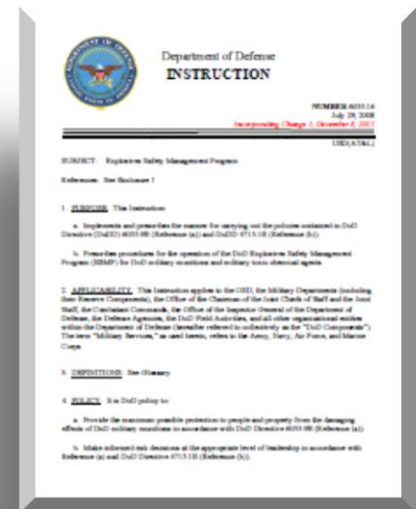 DEPARTMENT OF DEFENSE
Department of Defense
INSTRUCTION
NUMBER 6055.16
July 29, 2008
Incorporating Change 1, December 8, 2011
USD(AT&L)
SUBJECT: Explosives Safety Management Program
References: See Enclosure 1
1. PURPOSE. This Instruction:
a. Implements and prescribes the manner for carrying out the policies contained in DoD
Directive (DoDD) 6055.9E (Reference (a)) and DoDD 4715.1E (Reference (b)).
b. Prescribes procedures for the operation of the DoD Explosives Safety Management
Program (ESMP) for DoD military munitions and military toxic chemical agents.
2. APPLICABILITY. This Instruction applies to the OSD, the Military Departments (including
their Reserve Components), the Office of the Chairman of the Joint Chiefs of Staff and the Joint
Staff, the Combatant Commands, the Office of the Inspector General of the Department of
Defense, the Defense Agencies, the DoD Field Activities, and all other organizational entities
within the Department of Defense (hereafter referred to collectively as the “DoD Components”).
The term “Military Services,” as used herein, refers to the Army, Navy, Air Force, and Marine
Corps.
3. DEFINITIONS. See Glossary.
4. POLICY. It is DoD policy to:
a. Provide the maximum possible protection to people and property from the damaging
effects of DoD military munitions in accordance with DoD Directive 6055.9E (Reference (a)).
b. Make informed risk decisions at the appropriate level of leadership in accordance with
Reference (a) and DoD Directive 4715.1E (Reference (b)).